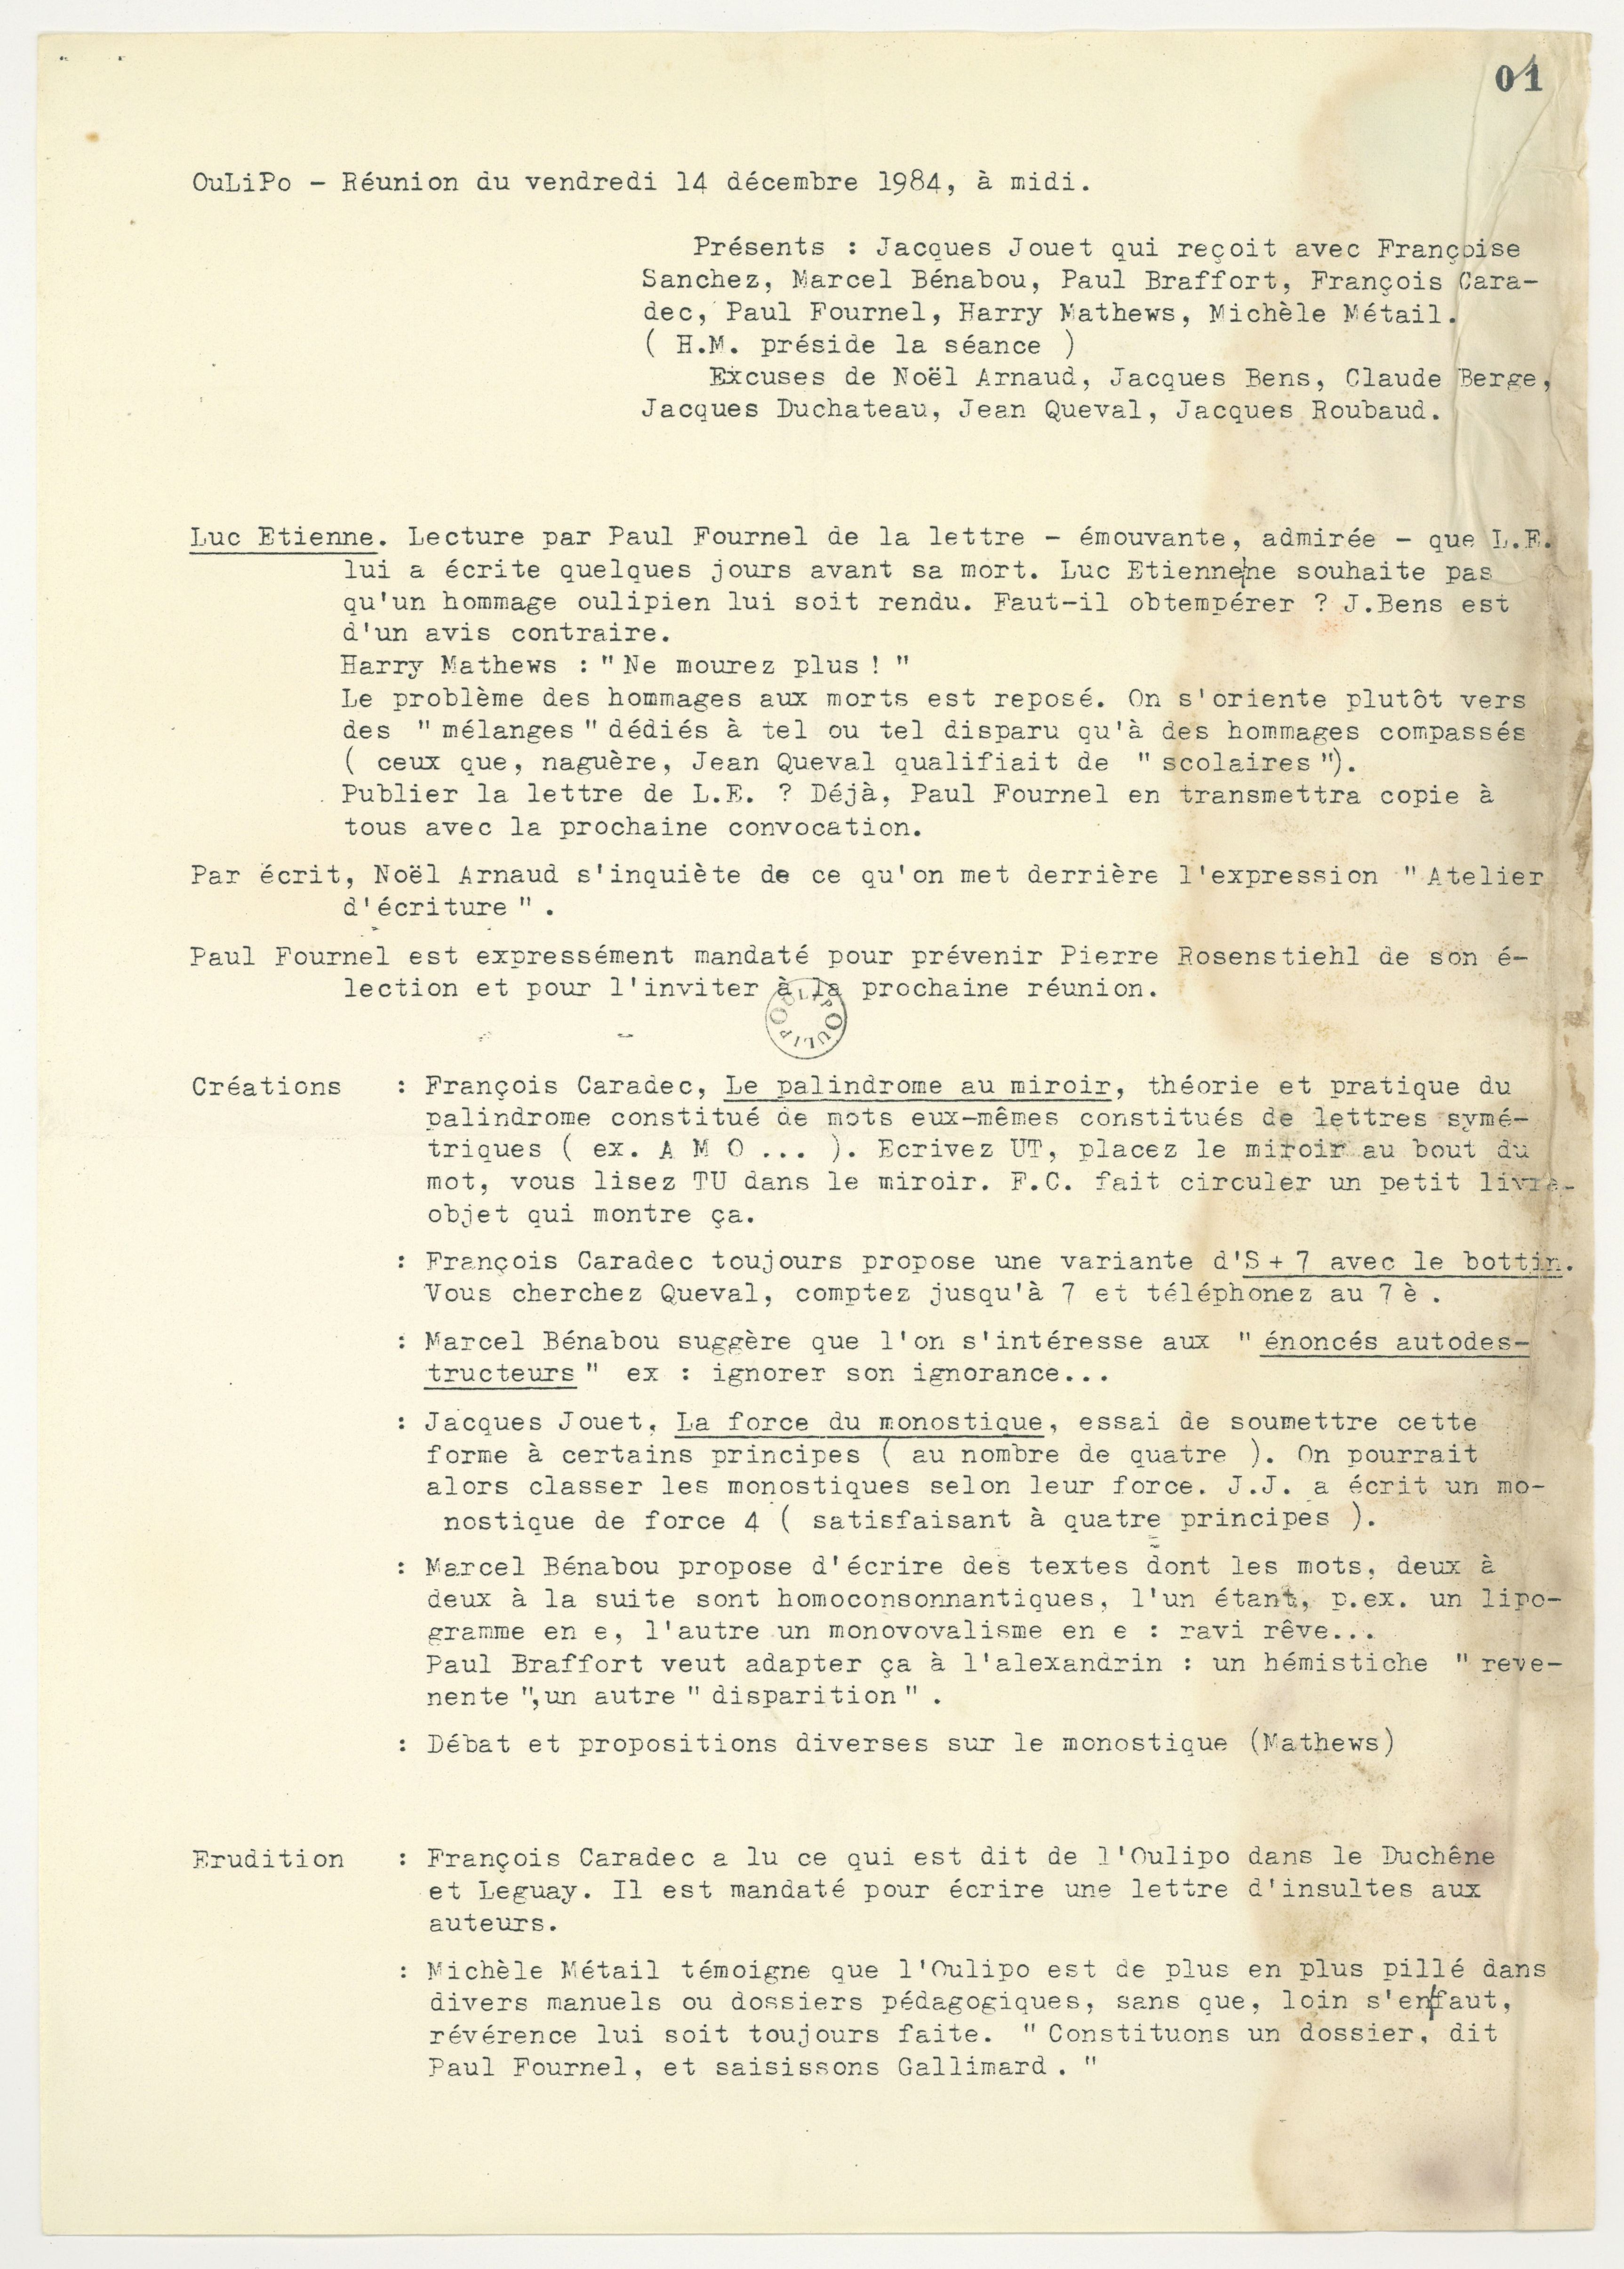 01
OuLiPo - Réunion du vendredi 14 décembre 1984, à midi.
Présents : Jacques Jouet qui reçoit avec Françoise
Sanchez, Marcel Bénabou, Paul Braffort, François Cara-
dec, Paul Fournel, Harry Mathews, Michèle Métail.
( H.M. préside la séance )
Excuses de Noël Arnaud, Jacques Bens, Claude Berge,
Jacques Duchateau, Jean Queval, Jacques Roubaud.
Luc Etienne. Lecture par Paul Fournel de la lettre - émouvante, admirée - que L.E.
lui a écrite quelques jours avant sa mort. Luc Etienne/ne souhaite pas
qu'un hommage oulipien lui soit rendu. Faut-il obtempérer ? J.Bens est
d'un avis contraire.
Harry Mathews : " Ne mourez plus ! "
Le problème des hommages aux morts est reposé. On s'oriente plutôt vers
des " mélanges " dédiés à tel ou tel disparu qu'à des hommages compassés
( ceux que, naguère, Jean Queval qualifiait de " scolaires ").
Publier la lettre de L.E. ? Déjà, Paul Fournel en transmettra copie à
tous avec la prochaine convocation.
Par écrit, Noël Arnaud s'inquiète de ce qu'on met derrière l'expression " Atelier
d'écriture " .
Paul Fournel est expressément mandaté pour prévenir Pierre Rosenstiehl de son é-
lection et pour l'inviter à la prochaine réunion.
OULIPO
Créations : François Caradec, Le palindrome au miroir, théorie et pratique du
palindrome constitué de mots eux-mêmes constitués de lettres symé-
triques ( ex. A M O ... ). Ecrivez UT, placez le miroir au bout du
mot, vous lisez TU dans le miroir. F.C. fait circuler un petit livre-
objet qui montre ça.
: François Caradec toujours propose une variante d'S + 7 avec le bottin.
Vous cherchez Queval, comptez jusqu'à 7 et téléphonez au 7è .
: Marcel Bénabou suggère que l'on s'intéresse aux " énoncés autodes-
tructeurs " ex : ignorer son ignorance...
: Jacques Jouet, La force du monostique, essai de soumettre cette
forme à certains principes ( au nombre de quatre ). On pourrait
alors classer les monostiques selon leur force. J.J. a écrit un mo-
nostique de force 4 ( satisfaisant à quatre principes ).
: Marcel Bénabou propose d'écrire des textes dont les mots, deux à
deux à la suite sont homoconsonnantiques, l'un étant, p.ex. un lipo-
gramme en e, l'autre un monovovalisme en e : ravi rêve...
Paul Braffort veut adapter ça à l'alexandrin : un hémistiche " reve-
nente ", un autre " disparition " .
: Débat et propositions diverses sur le monostique (Mathews)
Erudition : François Caradec a lu ce qui est dit de l'Oulipo dans le Duchêne
et Leguay. Il est mandaté pour écrire une lettre d'insultes aux
auteurs.
: Michèle Métail témoigne que l'Oulipo est de plus en plus pillé dans
divers manuels ou dossiers pédagogiques, sans que, loin s'en/faut,
révérence lui soit toujours faite. " Constituons un dossier, dit
Paul Fournel, et saisissons Gallimard . "